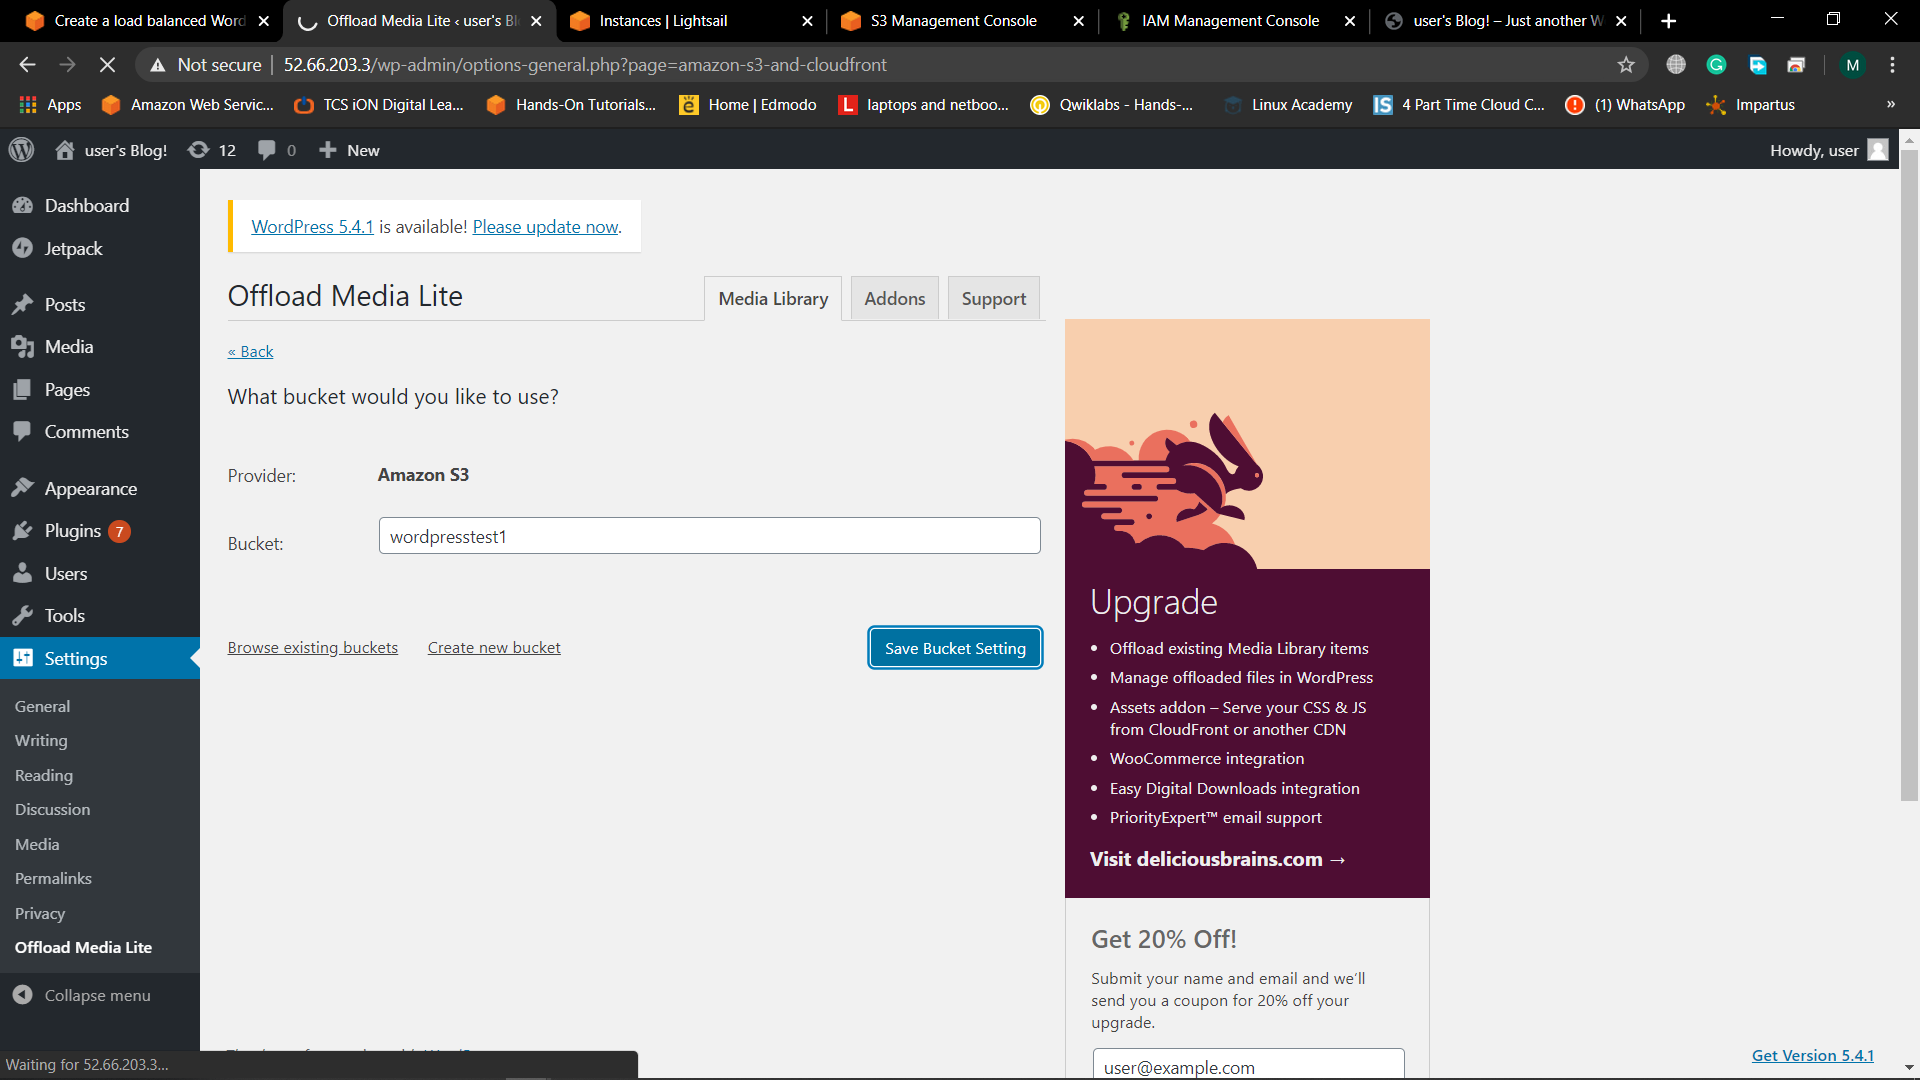 Create a load balanced Word
Offload Media Lite ‹ user's Bl
Instances | Lightsail
S3 Management Console
IAM Management Console
user's Blog! – Just another W
Not secure
52.66.203.3/wp-admin/options-general.php?page=amazon-s3-and-cloudfront
M
Apps
Amazon Web Servic...
TCS iON Digital Lea...
Hands-On Tutorials...
Home | Edmodo
laptops and netboo...
Qwiklabs - Hands-...
Linux Academy
4 Part Time Cloud C...
(1) WhatsApp
Impartus
»
user's Blog!
12
0
New
Howdy, user
Dashboard
Jetpack
Posts
Media
Pages
Comments
Appearance
Plugins 7
Users
Tools
Settings
General
Writing
Reading
Discussion
Media
Permalinks
Privacy
Offload Media Lite
Collapse menu
WordPress 5.4.1 is available! Please update now.
Offload Media Lite
Media Library
Addons
Support
« Back
What bucket would you like to use?
Provider:
Amazon S3
Bucket:
wordpresstest1
Browse existing buckets
Create new bucket
Save Bucket Setting
Upgrade
• Offload existing Media Library items
• Manage offloaded files in WordPress
• Assets addon – Serve your CSS & JS
from CloudFront or another CDN
• WooCommerce integration
• Easy Digital Downloads integration
• PriorityExpert™ email support
Visit deliciousbrains.com →
Get 20% Off!
Submit your name and email and we’ll
send you a coupon for 20% off your
upgrade.
user@example.com
Get Version 5.4.1
Waiting for 52.66.203.3...